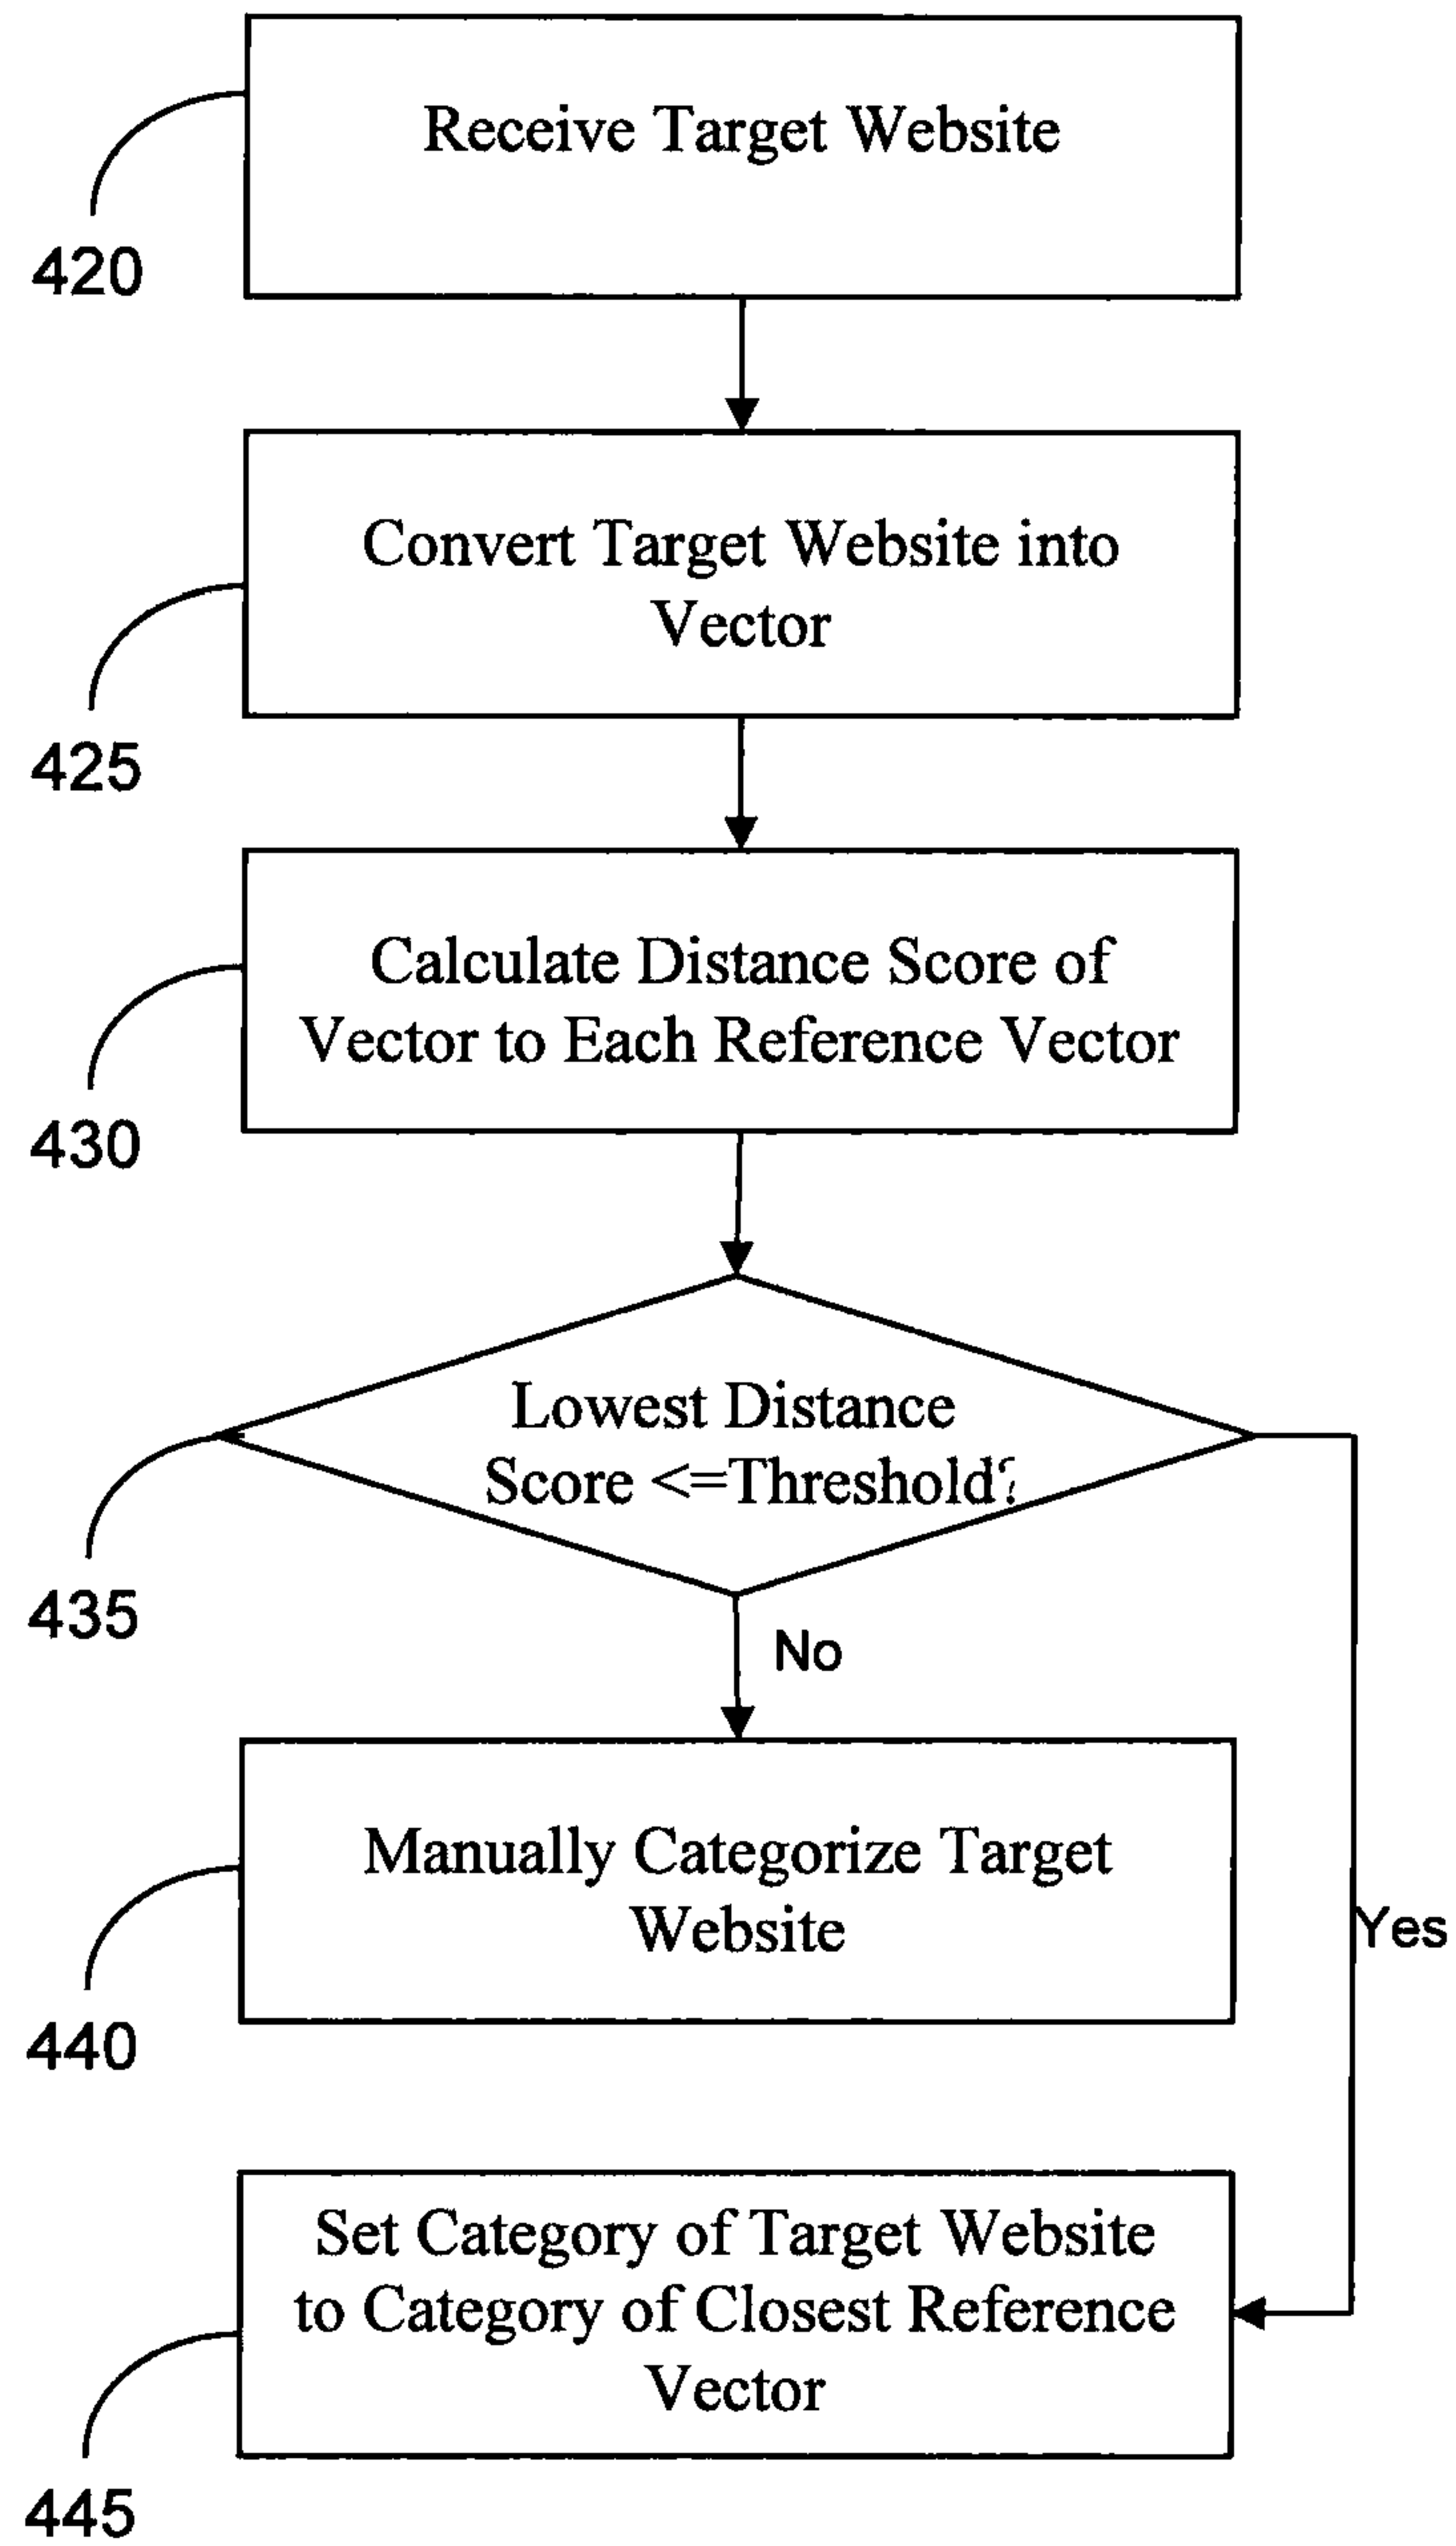 Receive Target Website
420
Convert Target Website into
Vector
425
Calculate Distance Score of
Vector to Each Reference Vector
430
Lowest Distance
Score <=Threshold?
435
No
Manually Categorize Target
Website
Yes
440
Set Category of Target Website
to Category of Closest Reference
Vector
445